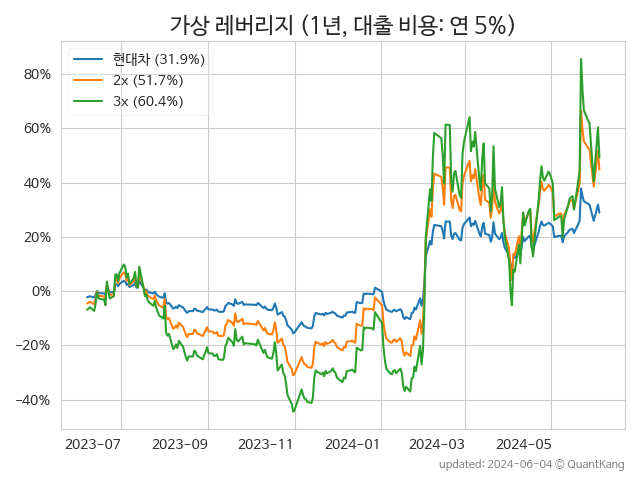 가상 레버리지 (1년, 대출 비용: 연 5%)
현대차 (31.9%)
2x (51.7%)
3x (60.4%)
80%
60%
40%
20%
0%
−20%
−40%
2023-07
2023-09
2023-11
2024-01
2024-03
2024-05
updated: 2024-06-04 © QuantKang